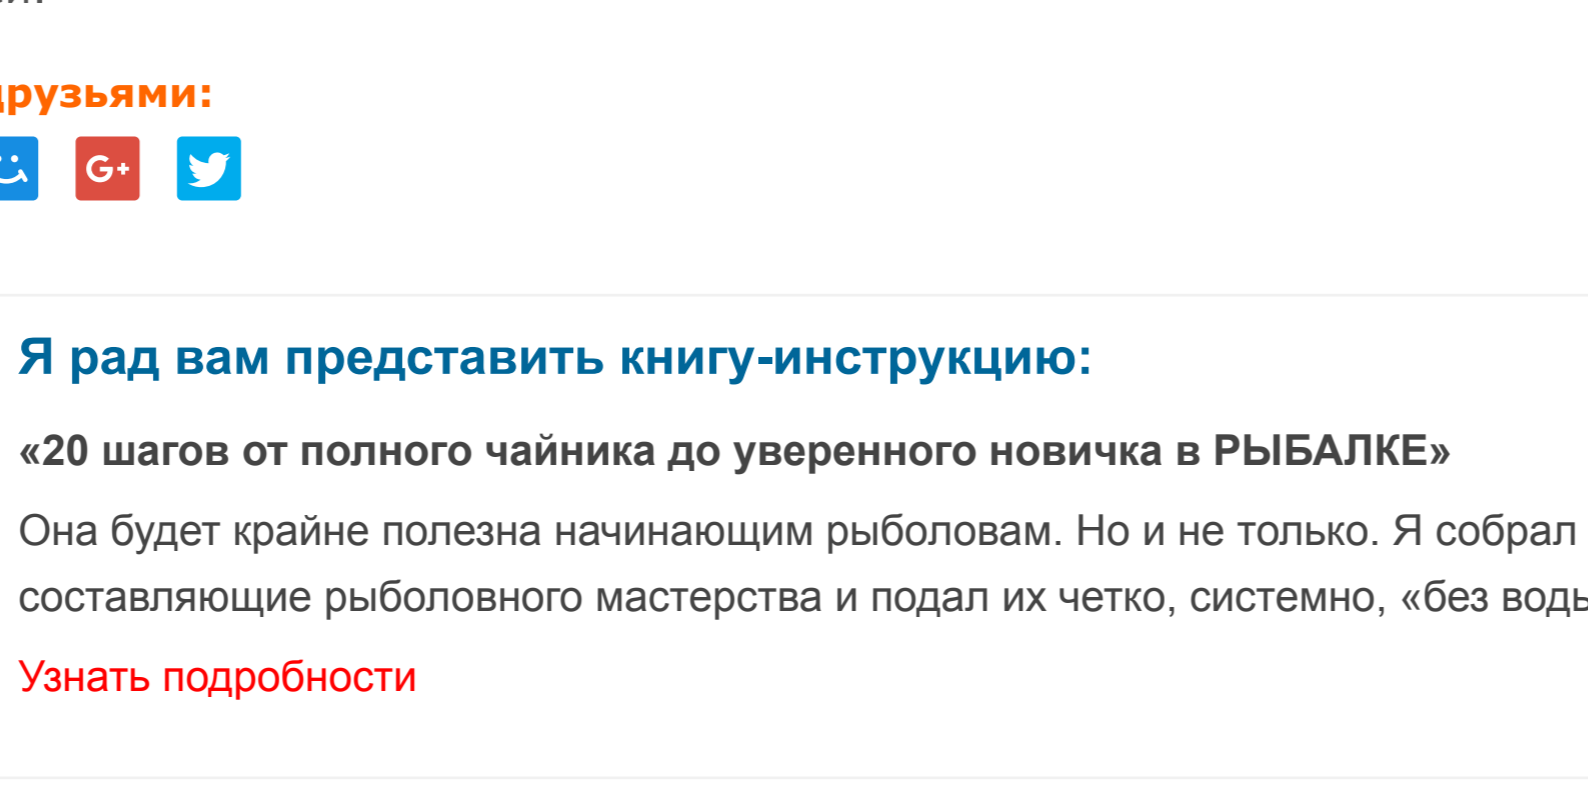 друзьями:
G+
Я рад вам представить книгу-инструкцию:
«20 шагов от полного чайника до уверенного новичка в РЫБАЛКЕ»
Она будет крайне полезна начинающим рыболовам. Но и не только. Я собрал
составляющие рыболовного мастерства и подал их четко, системно, «без воды
Узнать подробности